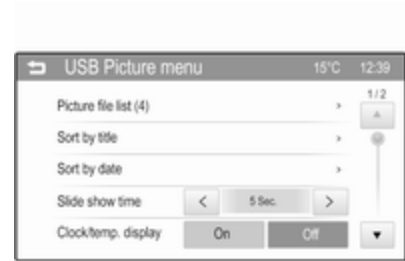 USB Picture menu 15°C 12:39
1/2
Picture file list (4) >
Sort by title >
Sort by date >
Slide show time < 5 Sec. >
Clock/temp. display On Off